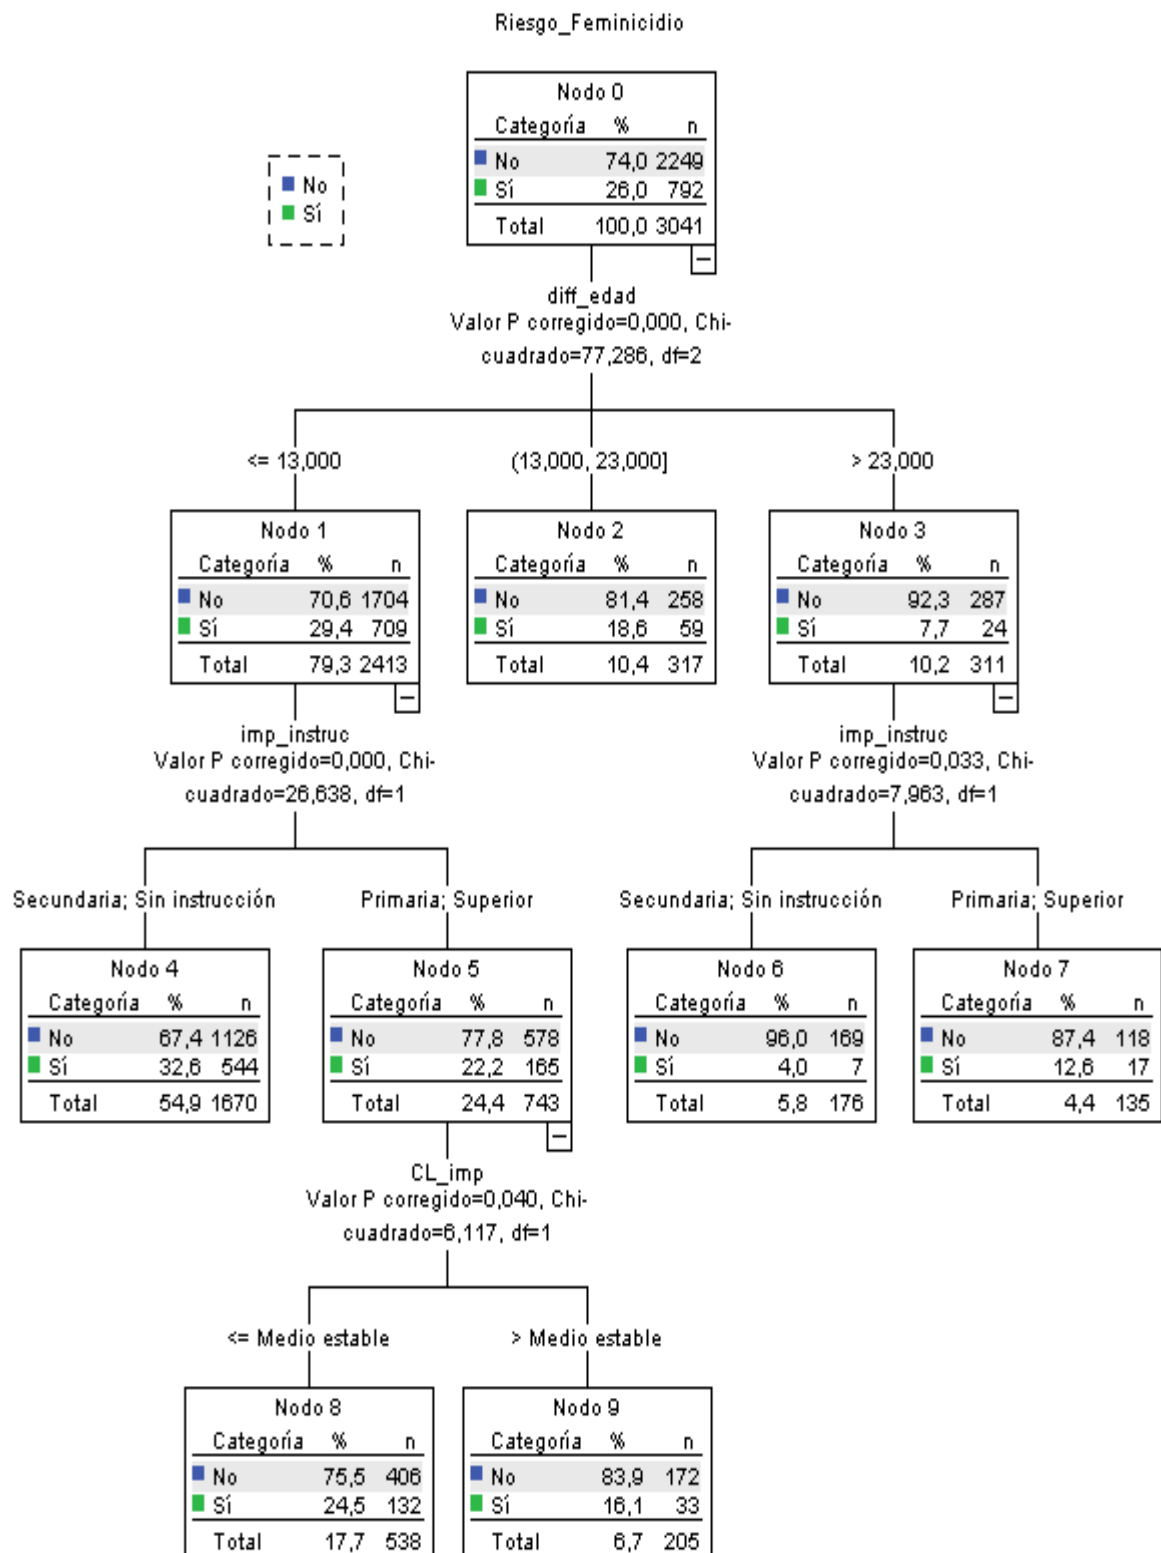 Riesgo_Feminicidio
No
Sí
Nodo 0
Categoría % n
No 74,0 2249
Sí 26,0 792
Total 100,0 3041
diff_edad
Valor P corregido=0,000, Chi-
cuadrado=77,286, df=2
<= 13,000
(13,000, 23,000]
> 23,000
Nodo 1
Categoría % n
No 70,6 1704
Sí 29,4 709
Total 79,3 2413
Nodo 2
Categoría % n
No 81,4 258
Sí 18,6 59
Total 10,4 317
Nodo 3
Categoría % n
No 92,3 287
Sí 7,7 24
Total 10,2 311
imp_instruc
Valor P corregido=0,000, Chi-
cuadrado=26,638, df=1
imp_instruc
Valor P corregido=0,033, Chi-
cuadrado=7,963, df=1
Secundaria; Sin instrucción
Primaria; Superior
Secundaria; Sin instrucción
Primaria; Superior
Nodo 4
Categoría % n
No 67,4 1126
Sí 32,6 544
Total 54,9 1670
Nodo 5
Categoría % n
No 77,8 578
Sí 22,2 165
Total 24,4 743
Nodo 6
Categoría % n
No 96,0 169
Sí 4,0 7
Total 5,8 176
Nodo 7
Categoría % n
No 87,4 118
Sí 12,6 17
Total 4,4 135
CL_imp
Valor P corregido=0,040, Chi-
cuadrado=6,117, df=1
<= Medio estable
> Medio estable
Nodo 8
Categoría % n
No 75,5 406
Sí 24,5 132
Total 17,7 538
Nodo 9
Categoría % n
No 83,9 172
Sí 16,1 33
Total 6,7 205